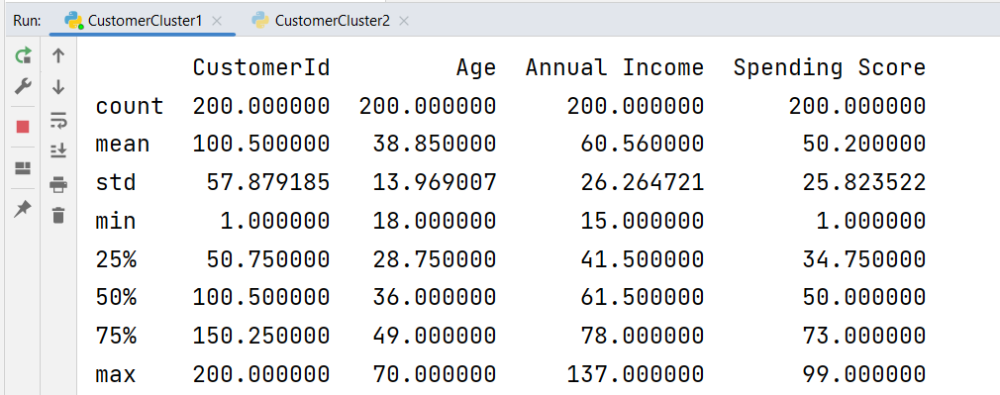 Run: CustomerCluster1 × CustomerCluster2 ×
CustomerId Age Annual Income Spending Score
count 200.000000 200.000000 200.000000 200.000000
mean 100.500000 38.850000 60.560000 50.200000
std 57.879185 13.969007 26.264721 25.823522
min 1.000000 18.000000 15.000000 1.000000
25% 50.750000 28.750000 41.500000 34.750000
50% 100.500000 36.000000 61.500000 50.000000
75% 150.250000 49.000000 78.000000 73.000000
max 200.000000 70.000000 137.000000 99.000000